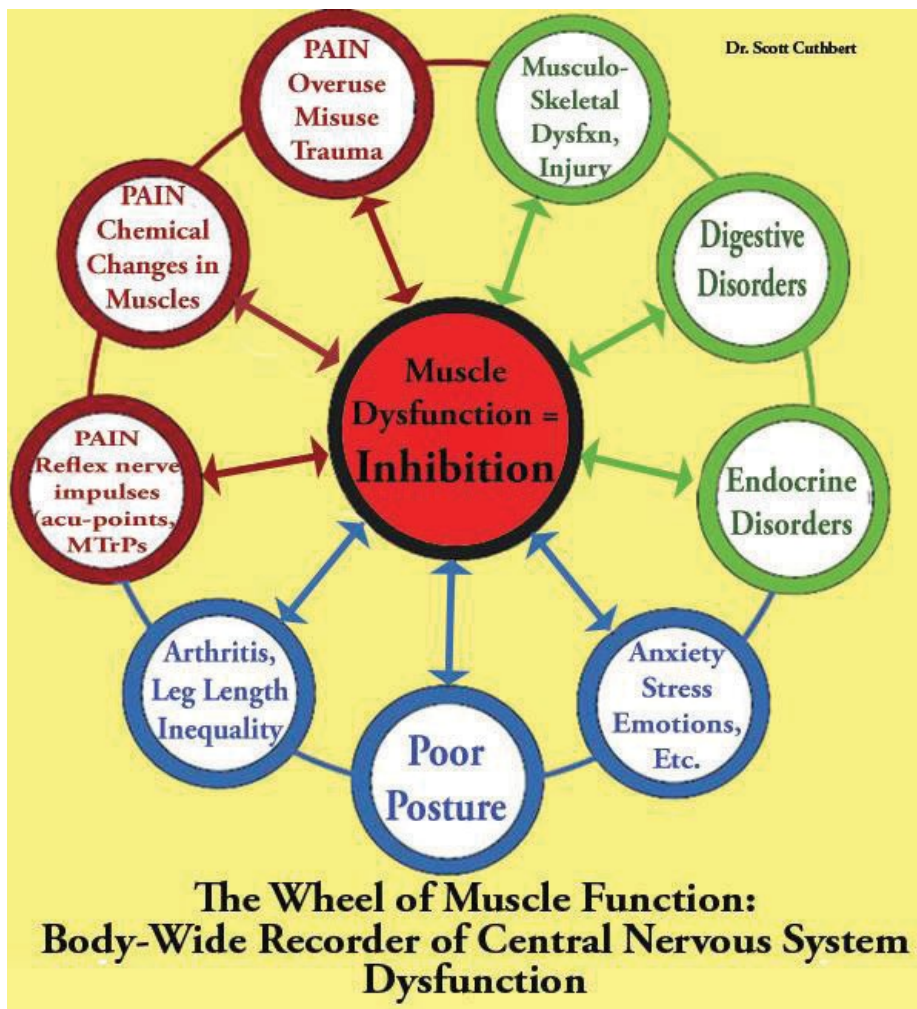 Dr. Scott Cuthbert
PAIN
Overuse
Misuse
Trauma
Musculo-
Skeletal
Dysfxn,
Injury
Digestive
Disorders
Endocrine
Disorders
Anxiety
Stress
Emotions,
Etc.
Poor
Posture
Arthritis,
Leg Length
Inequality
PAIN
Reflex nerve
impulses
(acu-points,
MTrPs
PAIN
Chemical
Changes in
Muscles
Muscle
Dysfunction =
Inhibition
The Wheel of Muscle Function:
Body-Wide Recorder of Central Nervous System
Dysfunction